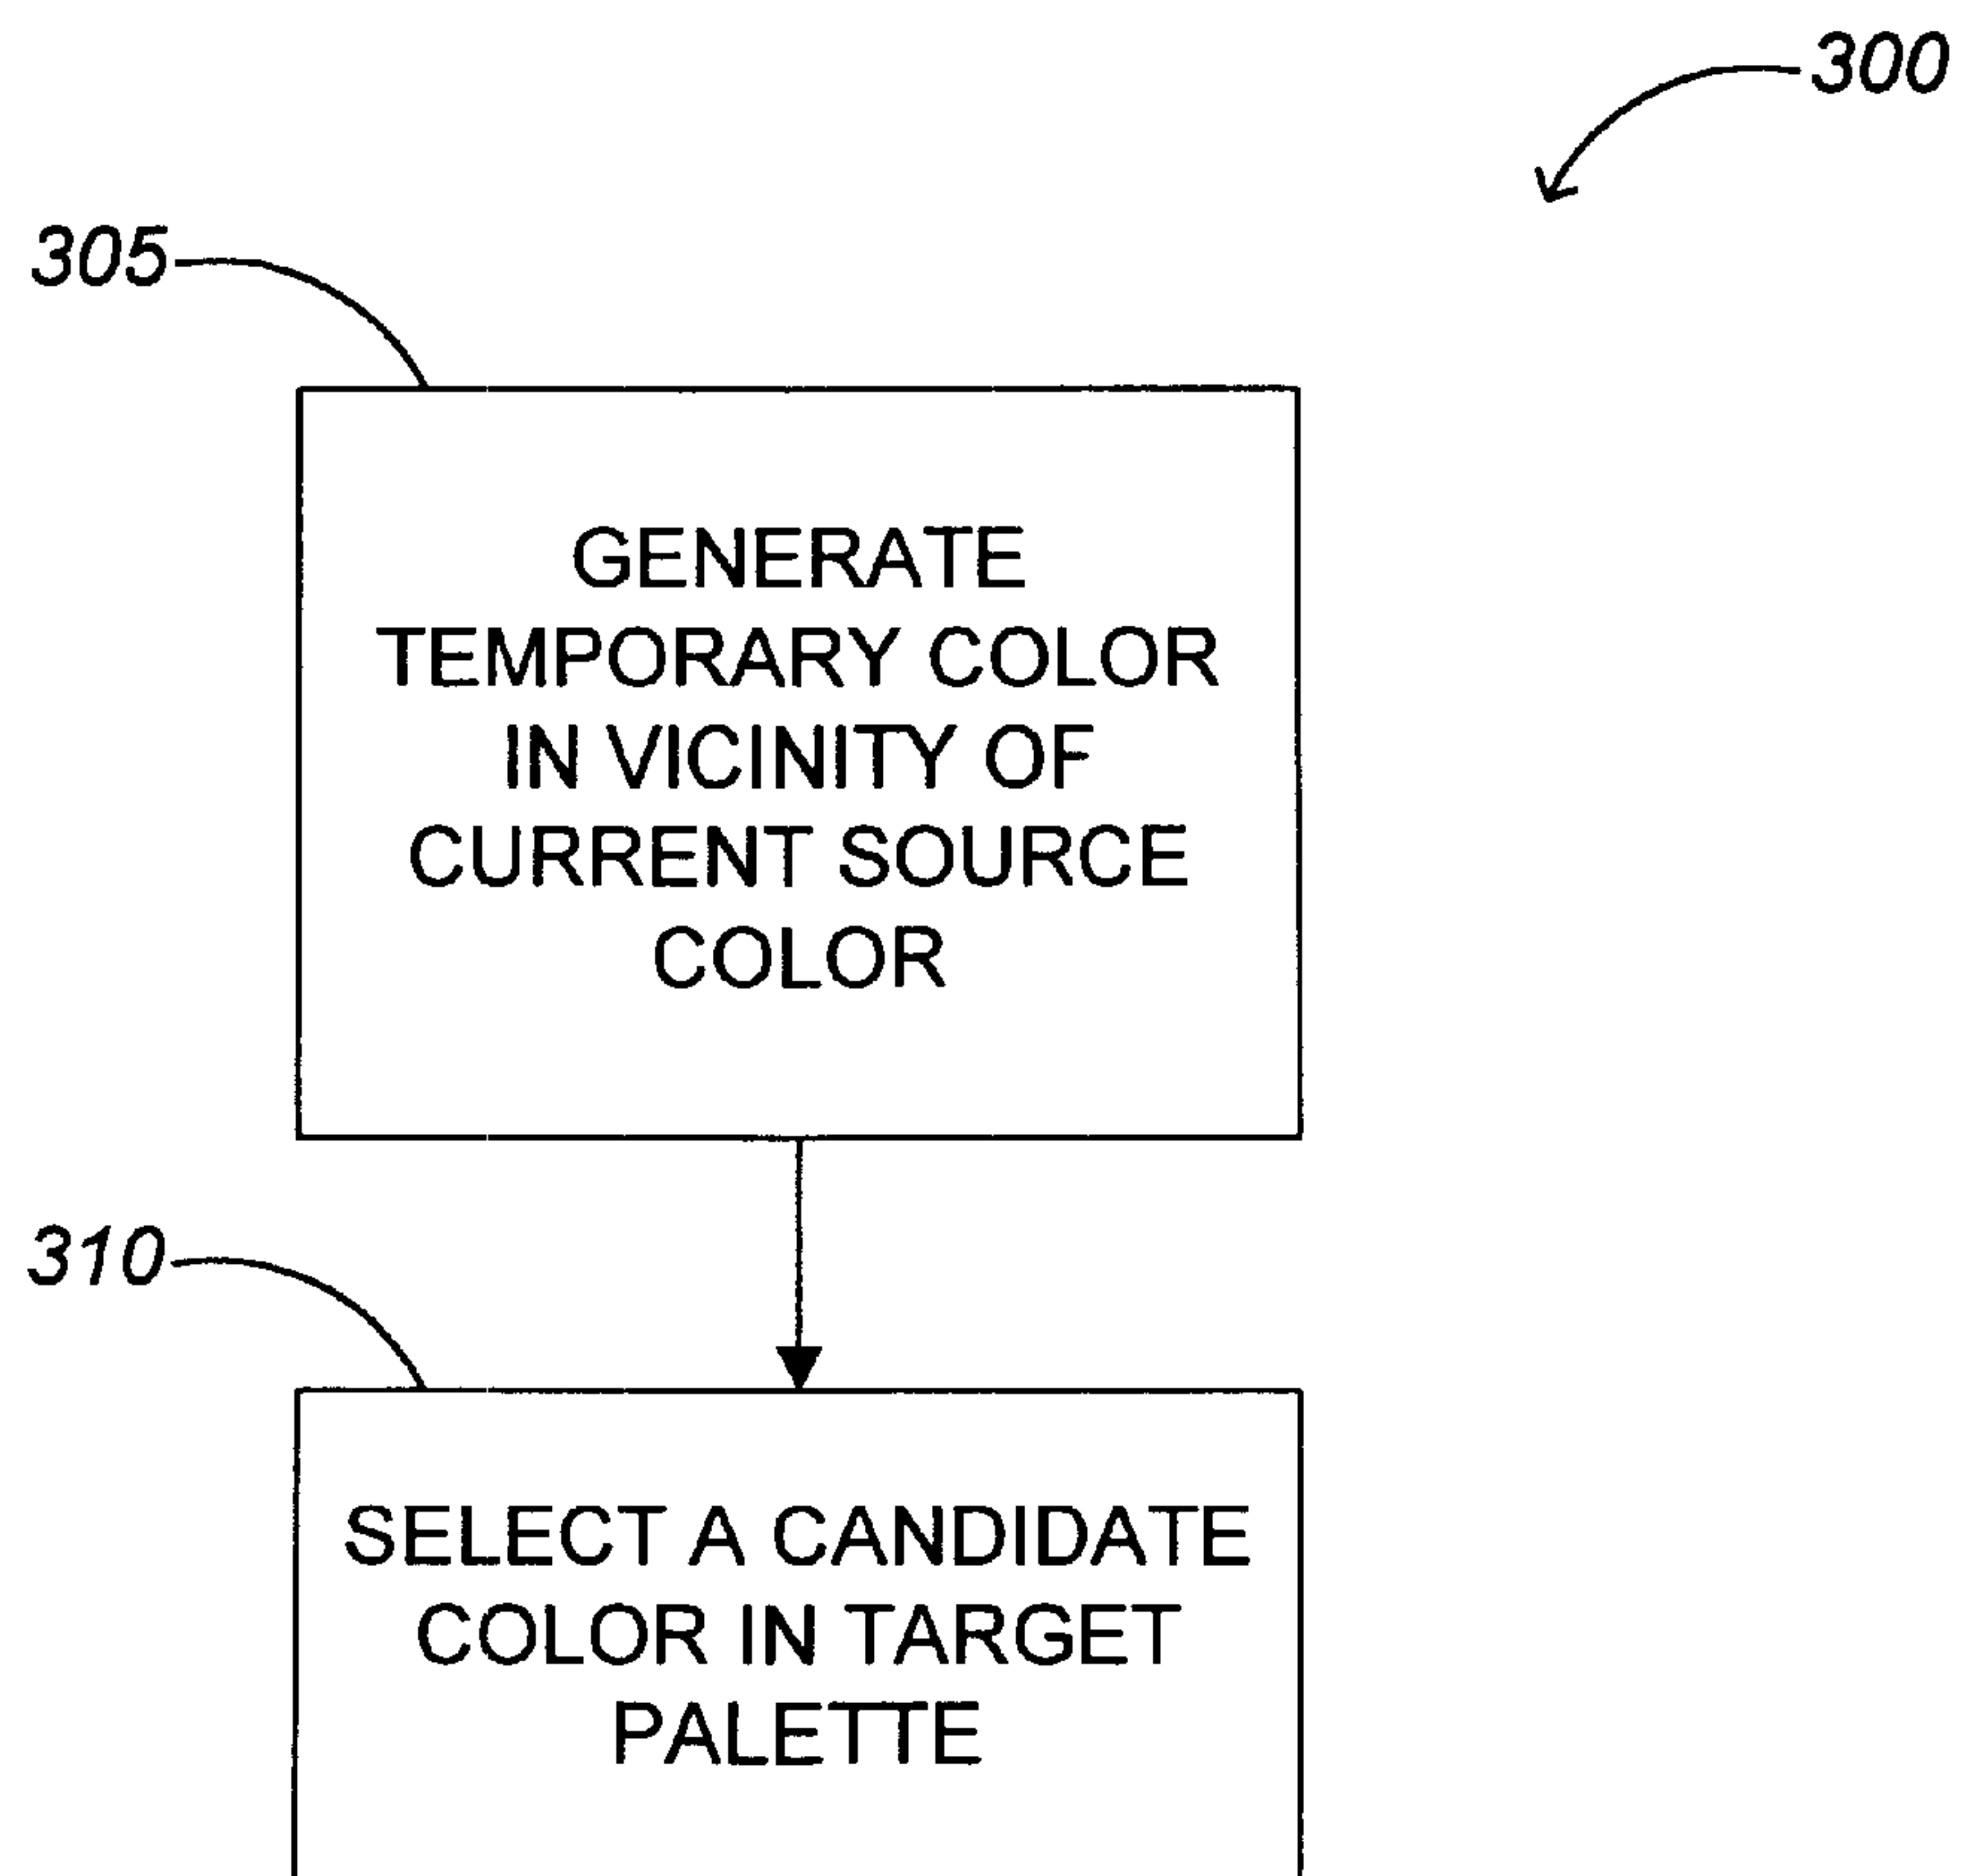 300
305
GENERATE
TEMPORARY COLOR
IN VICINITY OF
CURRENT SOURCE
COLOR
310
SELECT A CANDIDATE
COLOR IN TARGET
PALETTE